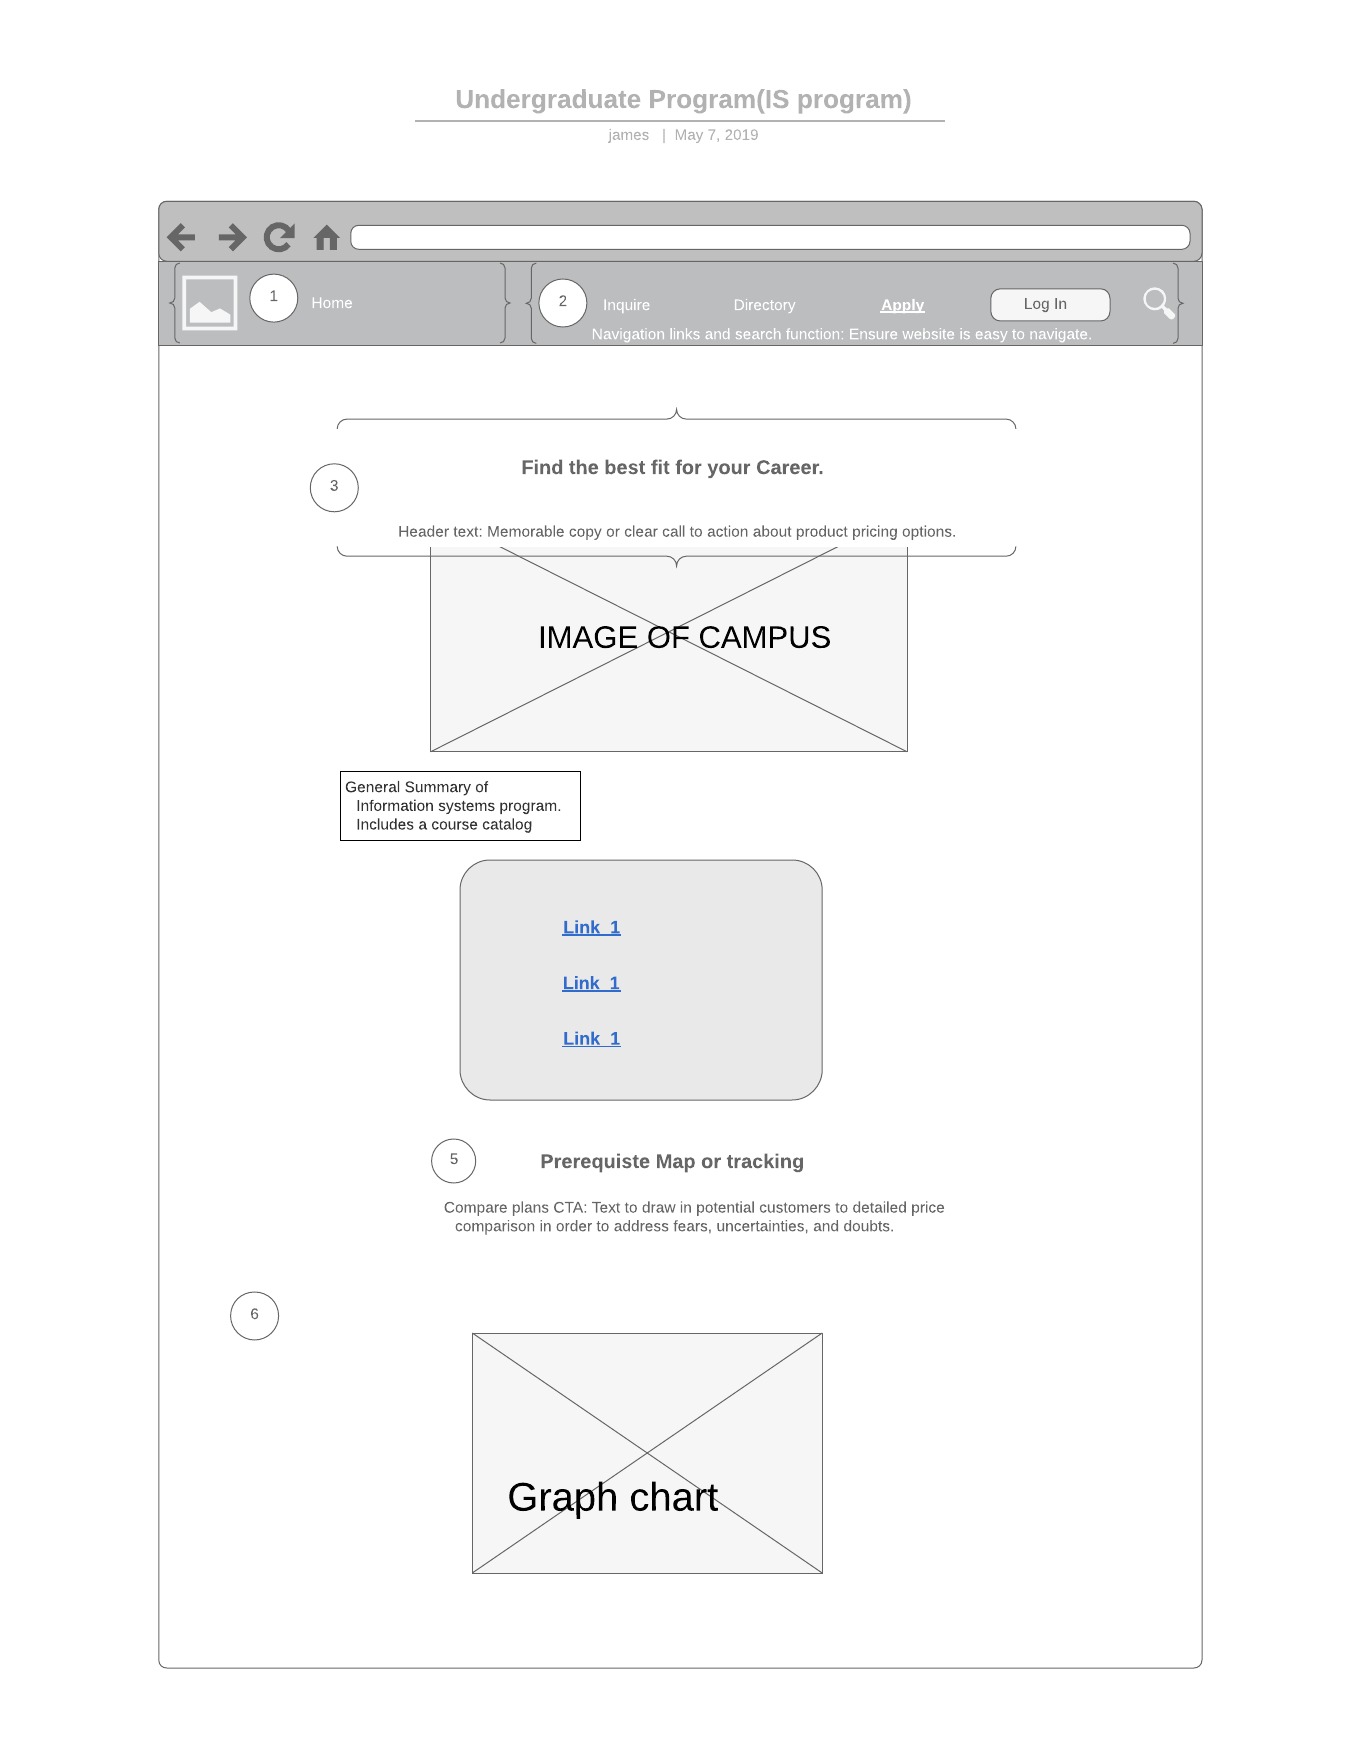 Undergraduate Program(IS program)
james | May 7, 2019
1
Home
2
Inquire
Directory
Apply
Log In
Navigation links and search function: Ensure website is easy to navigate.
Find the best fit for your Career.
3
Header text: Memorable copy or clear call to action about product pricing options.
IMAGE OF CAMPUS
General Summary of
Information systems program.
Includes a course catalog
Link 1
Link 1
Link 1
5
Prerequiste Map or tracking
Compare plans CTA: Text to draw in potential customers to detailed price
comparison in order to address fears, uncertainties, and doubts.
6
Graph chart